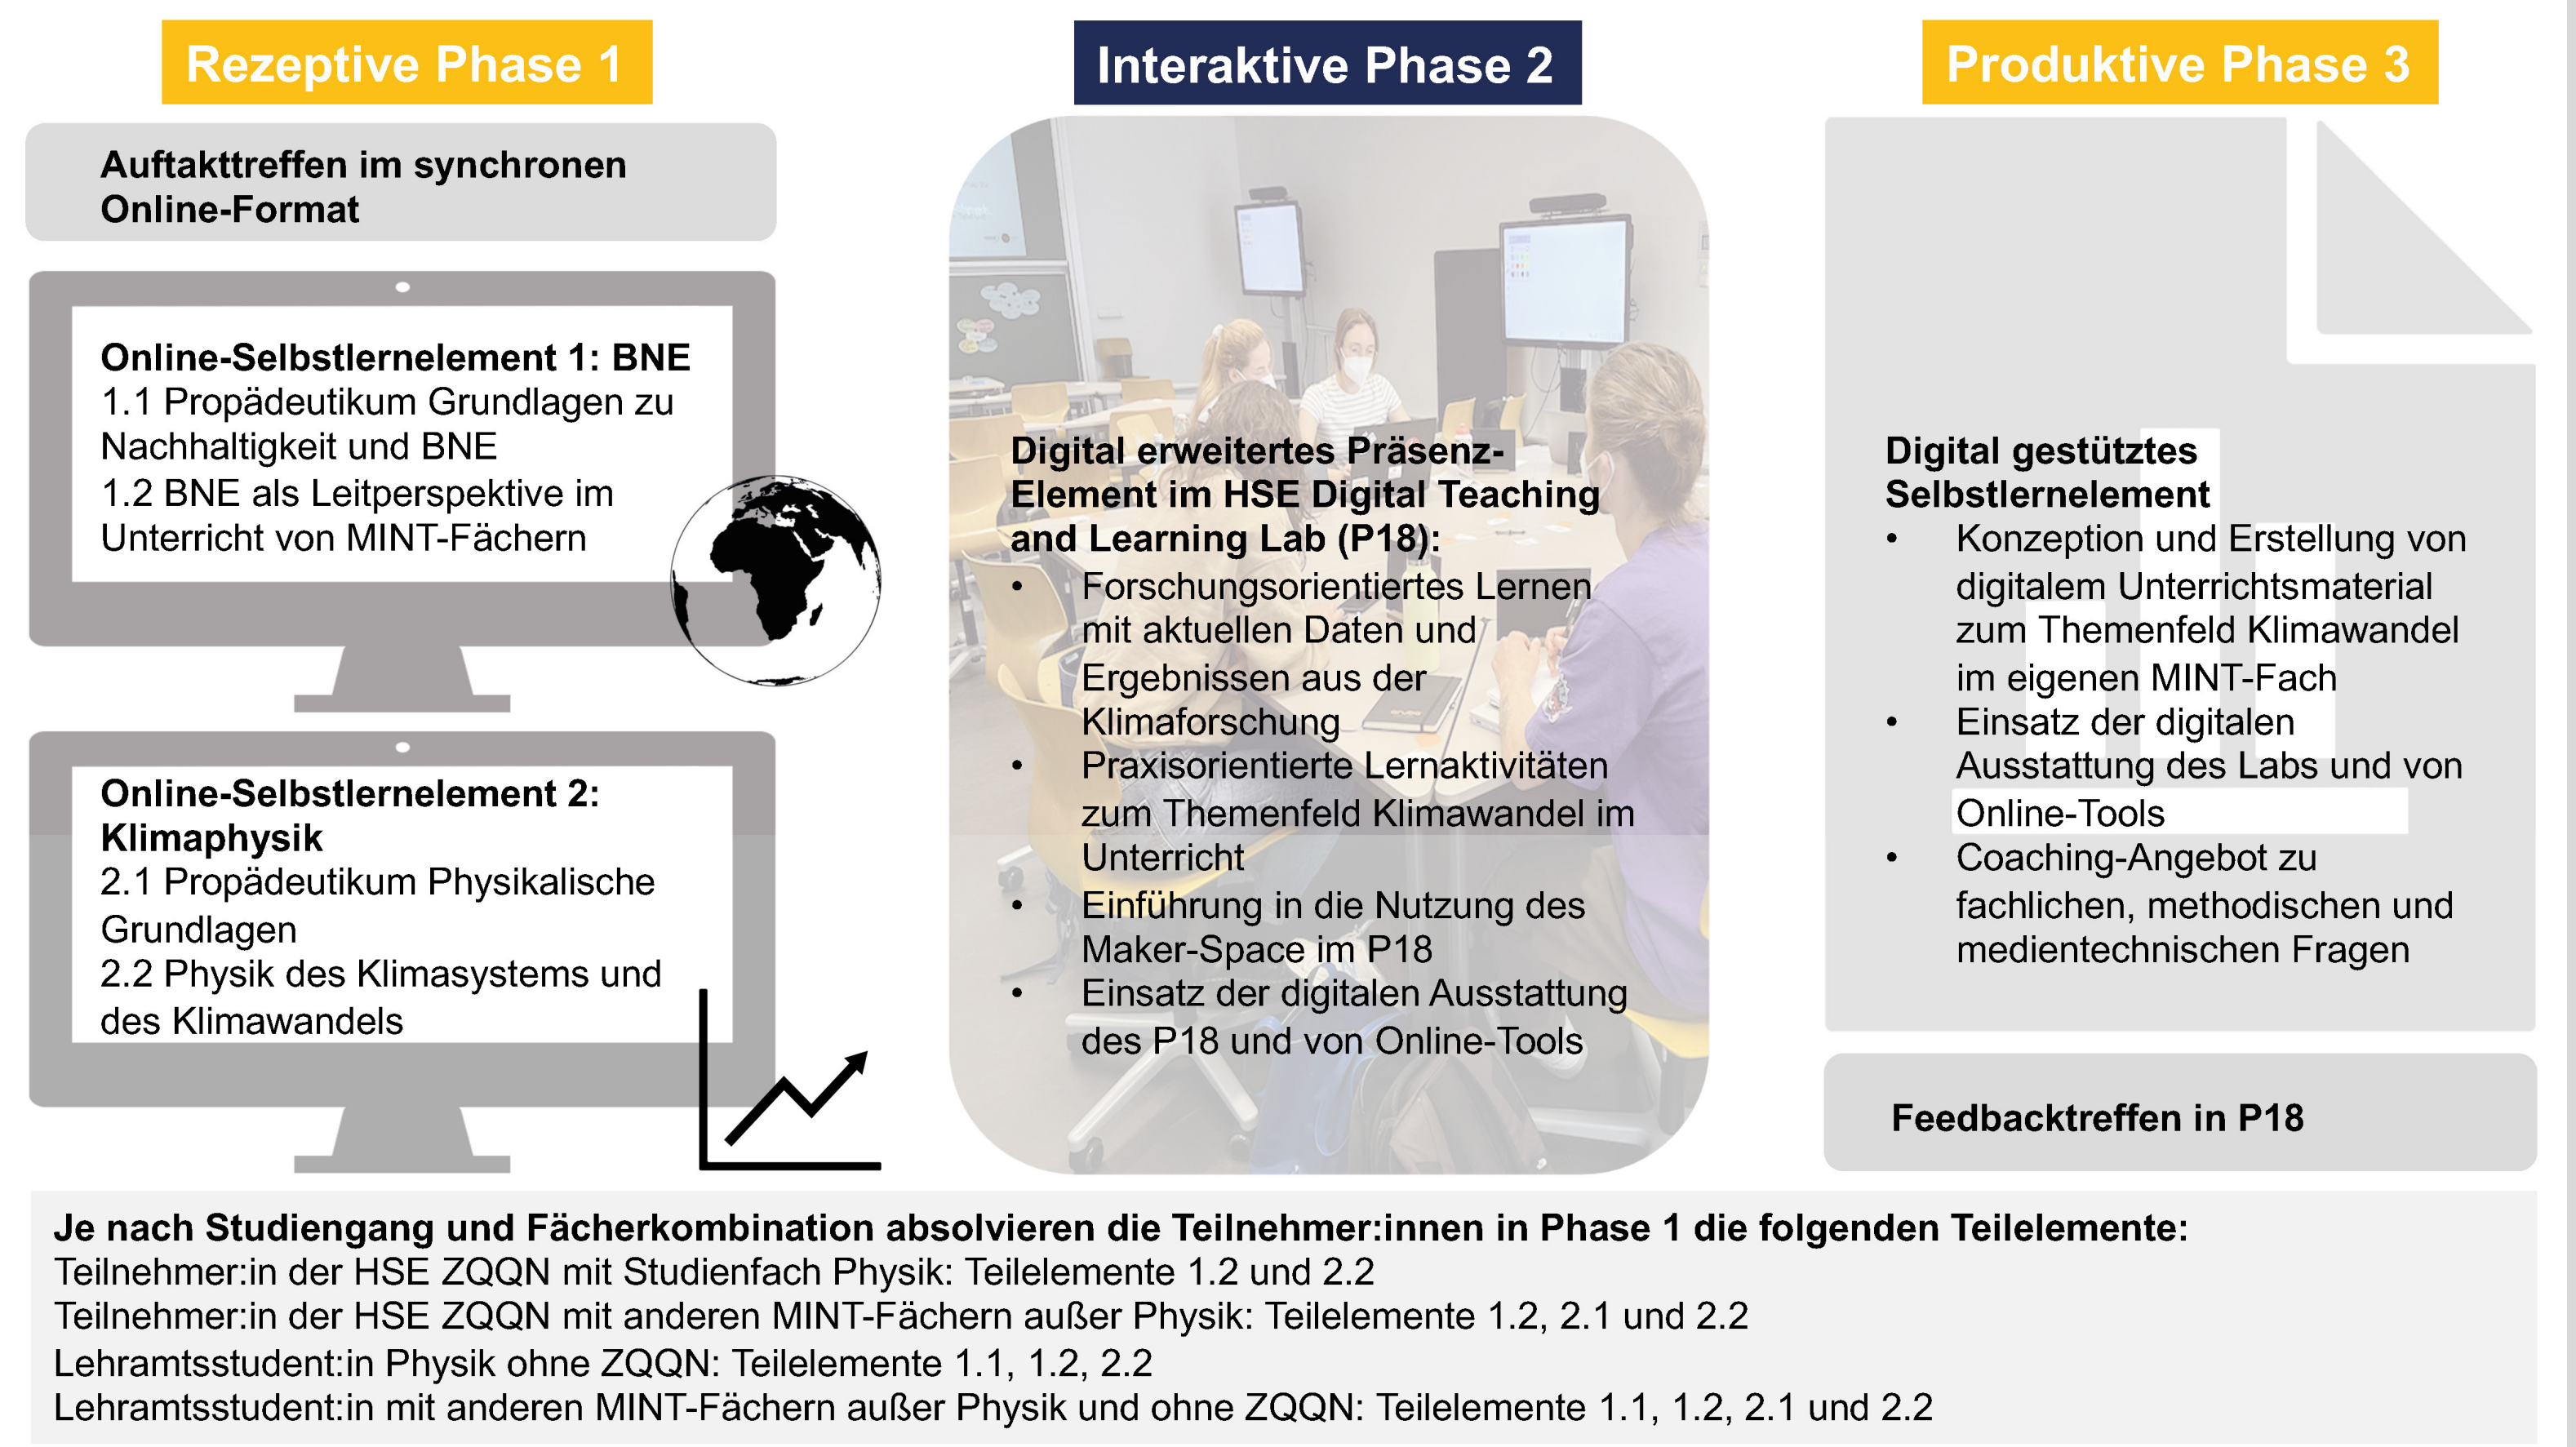 Rezeptive Phase 1
Auftakttreffen im synchronen
Online-Format
Online-Selbstlernelement 1: BNE
1.1 Propädeutikum Grundlagen zu
Nachhaltigkeit und BNE
1.2 BNE als Leitperspektive im
Unterricht von MINT-Fächern
Online-Selbstlernelement 2:
Klimaphysik
2.1 Propädeutikum Physikalische
Grundlagen
2.2 Physik des Klimasystems und
des Klimawandels
Interaktive Phase 2
Digital erweitertes Präsenz-
Element im HSE Digital Teaching
and Learning Lab (P18):
• Forschungsorientiertes Lernen
mit aktuellen Daten und
Ergebnissen aus der
Klimaforschung
• Praxisorientierte Lernaktivitäten
zum Themenfeld Klimawandel im
Unterricht
• Einführung in die Nutzung des
Maker-Space im P18
• Einsatz der digitalen Ausstattung
des P18 und von Online-Tools
Produktive Phase 3
Digital gestütztes
Selbstlernelement
• Konzeption und Erstellung von
digitalem Unterrichtsmaterial
zum Themenfeld Klimawandel
im eigenen MINT-Fach
• Einsatz der digitalen
Ausstattung des Labs und von
Online-Tools
• Coaching-Angebot zu
fachlichen, methodischen und
medientechnischen Fragen
Feedbacktreffen in P18
Je nach Studiengang und Fächerkombination absolvieren die Teilnehmer:innen in Phase 1 die folgenden Teilelemente:
Teilnehmer:in der HSE ZQQN mit Studienfach Physik: Teilelemente 1.2 und 2.2
Teilnehmer:in der HSE ZQQN mit anderen MINT-Fächern außer Physik: Teilelemente 1.2, 2.1 und 2.2
Lehramtsstudent:in Physik ohne ZQQN: Teilelemente 1.1, 1.2, 2.2
Lehramtsstudent:in mit anderen MINT-Fächern außer Physik und ohne ZQQN: Teilelemente 1.1, 1.2, 2.1 und 2.2